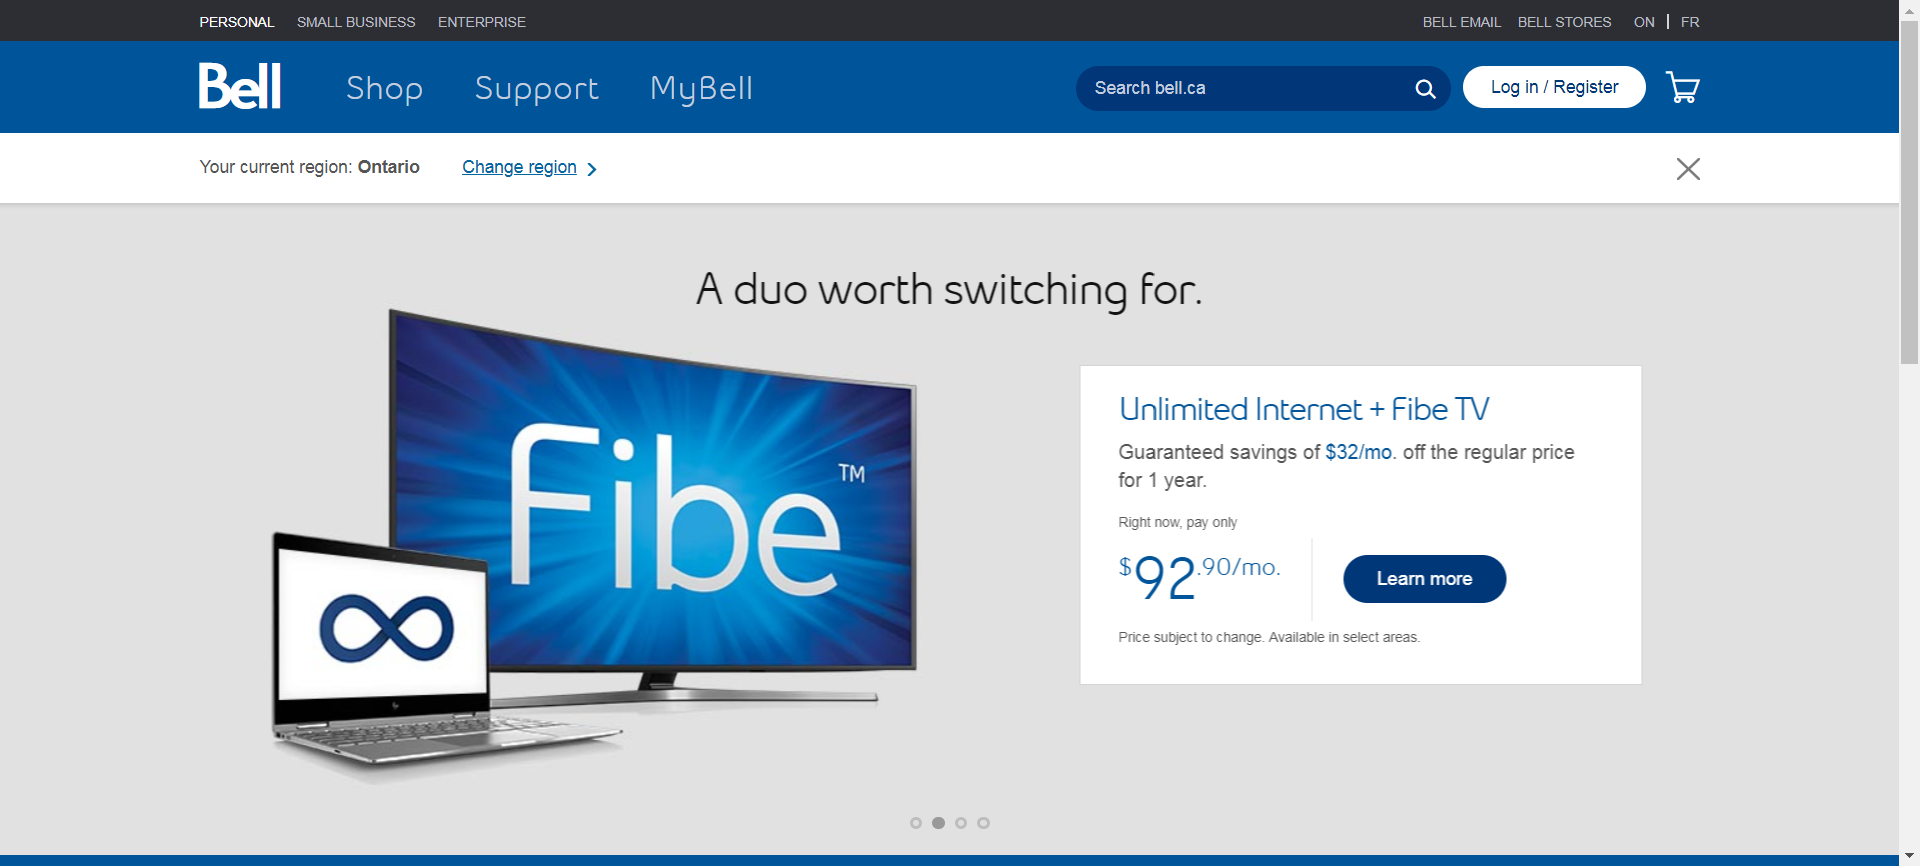 PERSONAL SMALL BUSINESS ENTERPRISE BELL EMAIL BELL STORES ON | FR
Bell Shop Support MyBell Search bell.ca Log in / Register
Your current region: Ontario Change region
A duo worth switching for.
Fibe™
Unlimited Internet + Fibe TV
Guaranteed savings of $32/mo. off the regular price
for 1 year.
Right now, pay only
$92.90/mo.
Learn more
Price subject to change. Available in select areas.